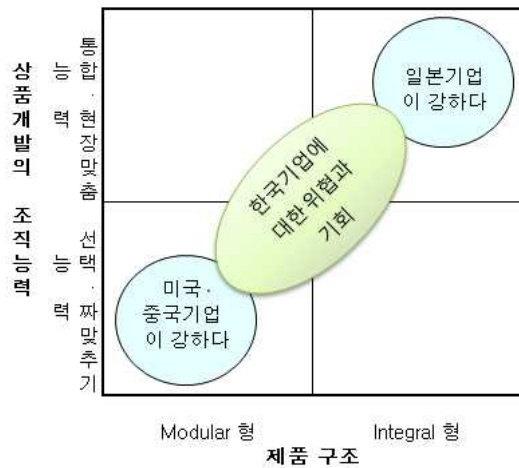 상품개발의 조직능력
통합·현장맞춤
능력
선택·짜맞추기
능력
일본기업
이 강하다
한국기업에
대한위협과
기회
미국·
중국기업
이 강하다
Modular 형
Integral 형
제품 구조